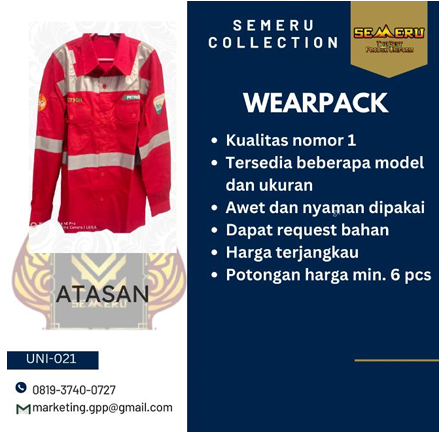 SEMERU
COLLECTION
SEMERU
WEARPACK
• Kualitas nomor 1
• Tersedia beberapa model
dan ukuran
• Awet dan nyaman dipakai
• Dapat request bahan
• Harga terjangkau
• Potongan harga min. 6 pcs
ATASAN
SEMERU
UNI-021
0819-3740-0727
marketing.gpp@gmail.com